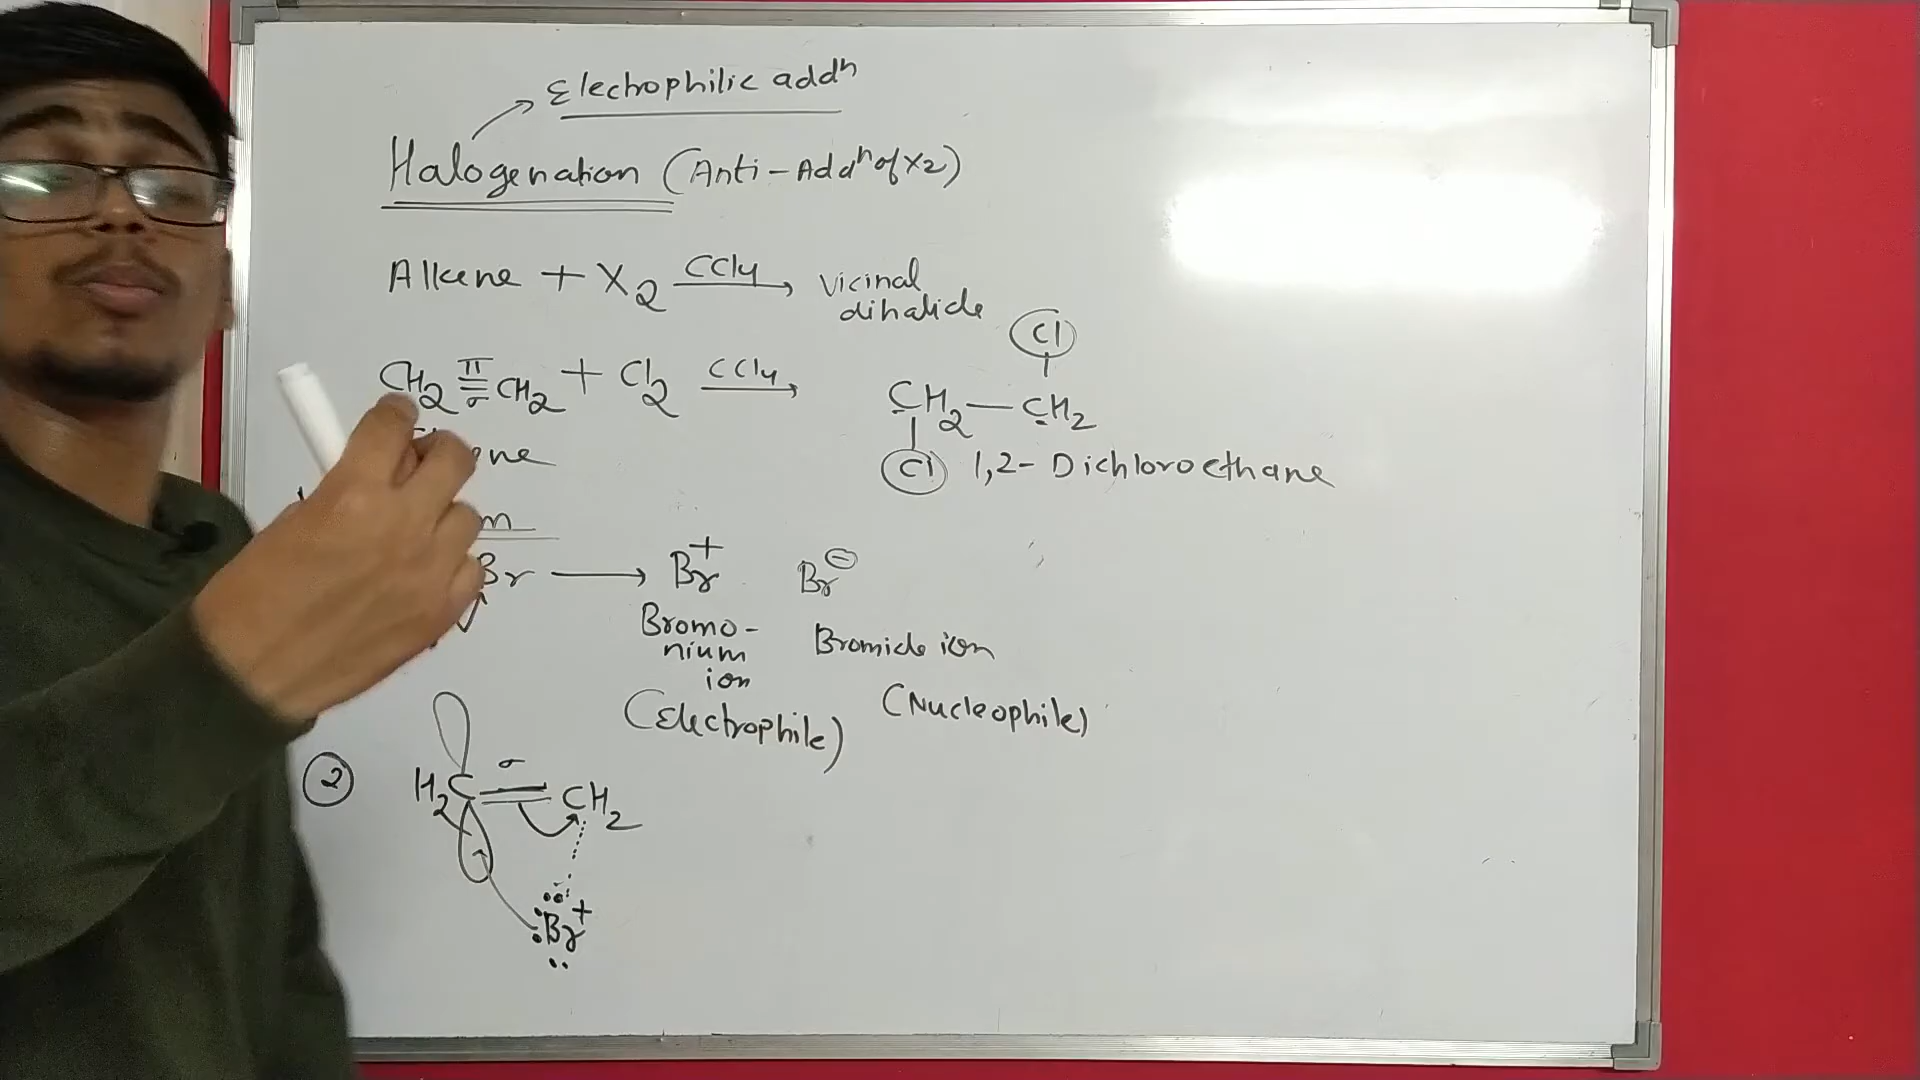 Electrophilic addⁿ
Halogenation (Anti-Addⁿ of X2)
Alkene + X2 CCl4 → Vicinal dihalide
CH2 π σ CH2 + Cl2 CCl4 →
Cl
CH2 — CH2
Cl 1,2-Dichloroethane
Br → Br+ Br⊖
Bromo-
nium
ion
Bromide ion
(Electrophile) (Nucleophile)
② H2C σ CH2
Br+